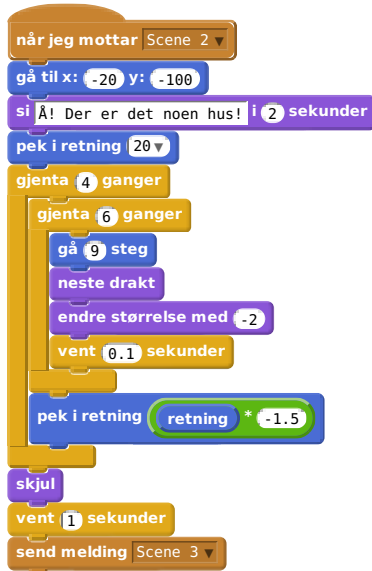 når jeg mottar Scene 2
gå til x: -20 y: -100
si Å! Der er det noen hus! i 2 sekunder
pek i retning 20
gjenta 4 ganger
gjenta 6 ganger
gå 9 steg
neste drakt
endre størrelse med -2
vent 0.1 sekunder
pek i retning retning * -1.5
skjul
vent 1 sekunder
send melding Scene 3